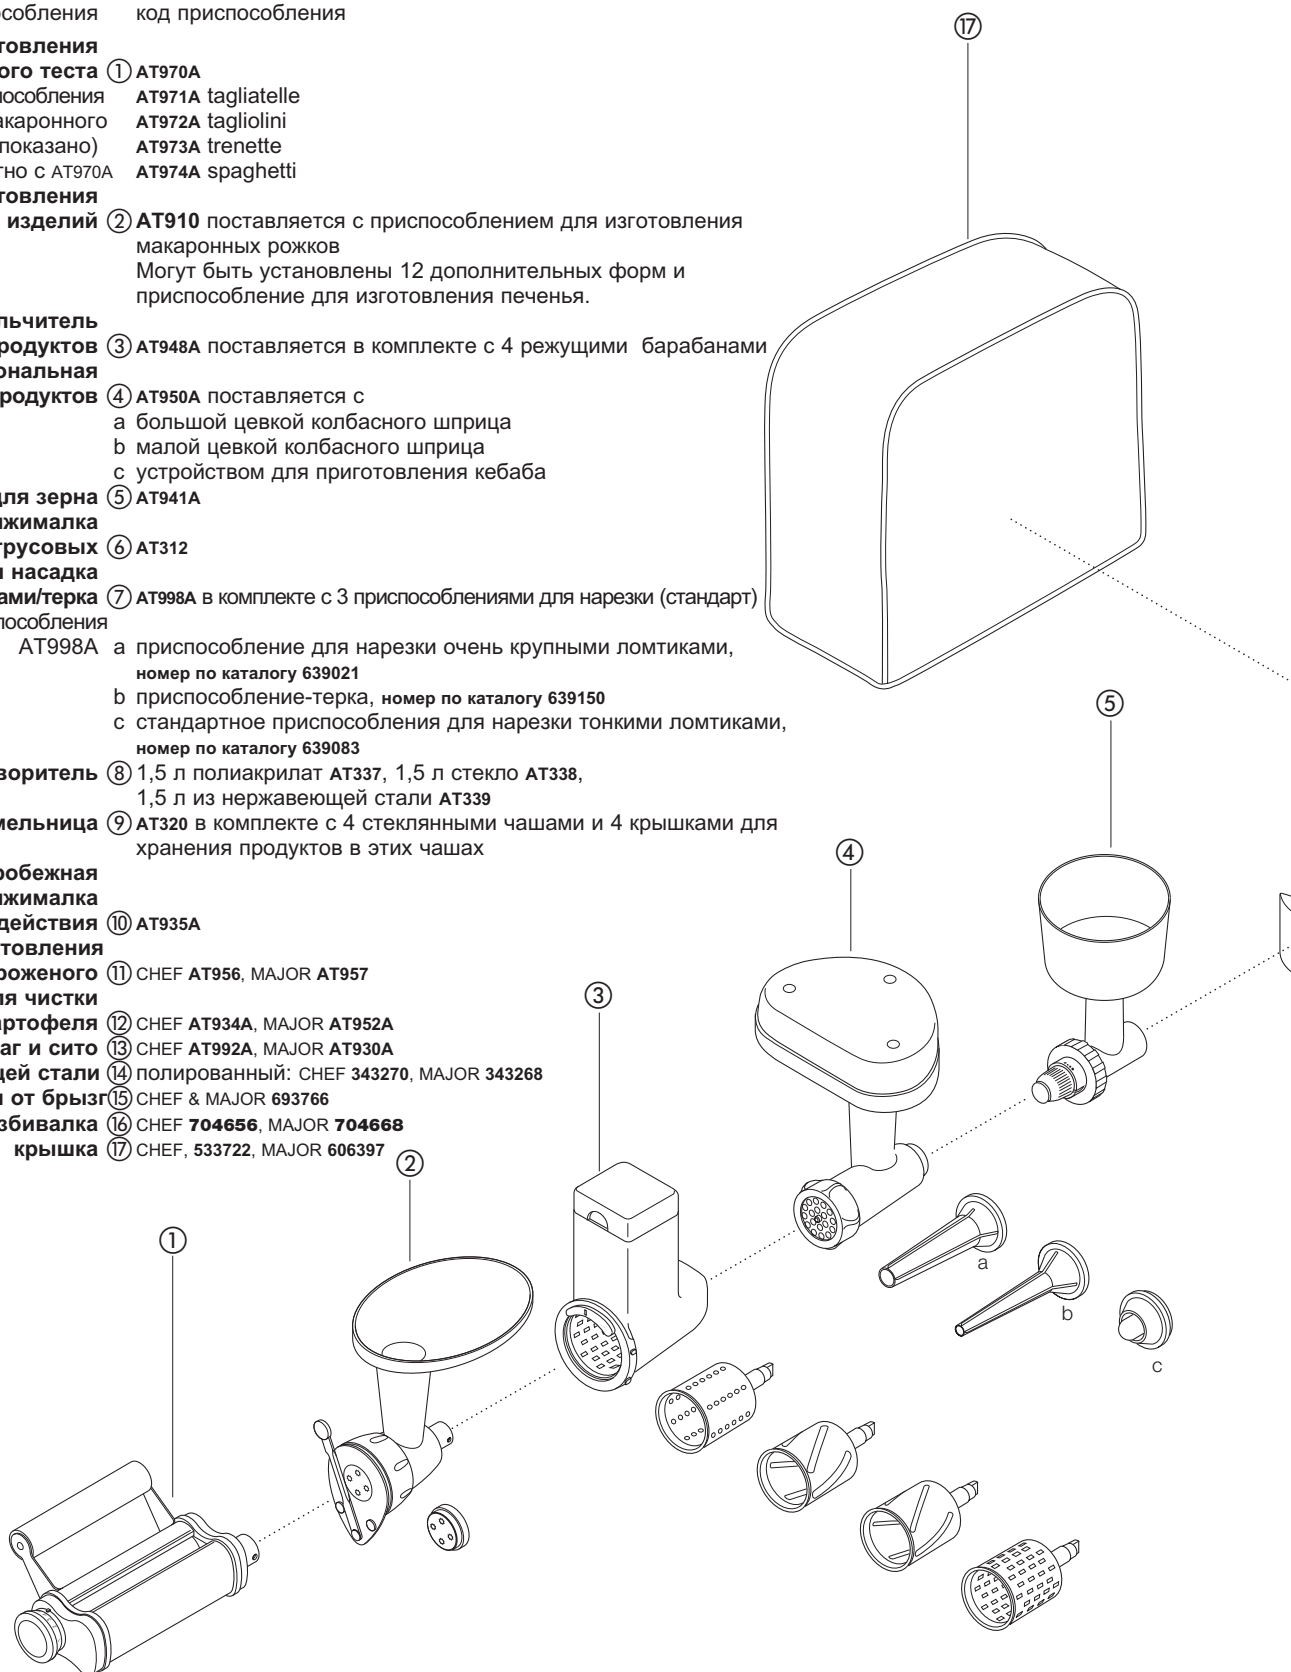 особления код приспособления
товления
ого теста ① AT970A
пособления AT971A tagliatelle
акаронного AT972A tagliolini
показано) AT973A trenette
тно с AT970A AT974A spaghetti
товления
изделий ② AT910 поставляется с приспособлением для изготовления
макаронных рожков
Могут быть установлены 12 дополнительных форм и
приспособление для изготовления печенья.
льчитель
родуктов ③ AT948A поставляется в комплекте с 4 режущими барабанами
ональная
родуктов ④ AT950A поставляется с
a большой цевкой колбасного шприца
b малой цевкой колбасного шприца
c устройством для приготовления кебаба
для зерна ⑤ AT941A
жималка
трусовых ⑥ AT312
и насадка
ами/терка ⑦ AT998A в комплекте с 3 приспособлениями для нарезки (стандарт)
пособления
AT998A a приспособление для нарезки очень крупными ломтиками,
номер по каталогу 639021
b приспособление-терка, номер по каталогу 639150
c стандартное приспособления для нарезки тонкими ломтиками,
номер по каталогу 639083
воритель ⑧ 1,5 л полиакрилат AT337, 1,5 л стекло AT338,
1,5 л из нержавеющей стали AT339
мельница ⑨ AT320 в комплекте с 4 стеклянными чашами и 4 крышками для
хранения продуктов в этих чашах
робежная
жималка
действия ⑩ AT935A
товления
роженого ⑪ CHEF AT956, MAJOR AT957
ля чистки
артофеля ⑫ CHEF AT934A, MAJOR AT952A
аг и сито ⑬ CHEF AT992A, MAJOR AT930A
щей стали ⑭ полированный: CHEF 343270, MAJOR 343268
и от брызг ⑮ CHEF & MAJOR 693766
збивалка ⑯ CHEF 704656, MAJOR 704668
крышка ⑰ CHEF, 533722, MAJOR 606397
⑰
⑤
④
③
②
①
a
b
c